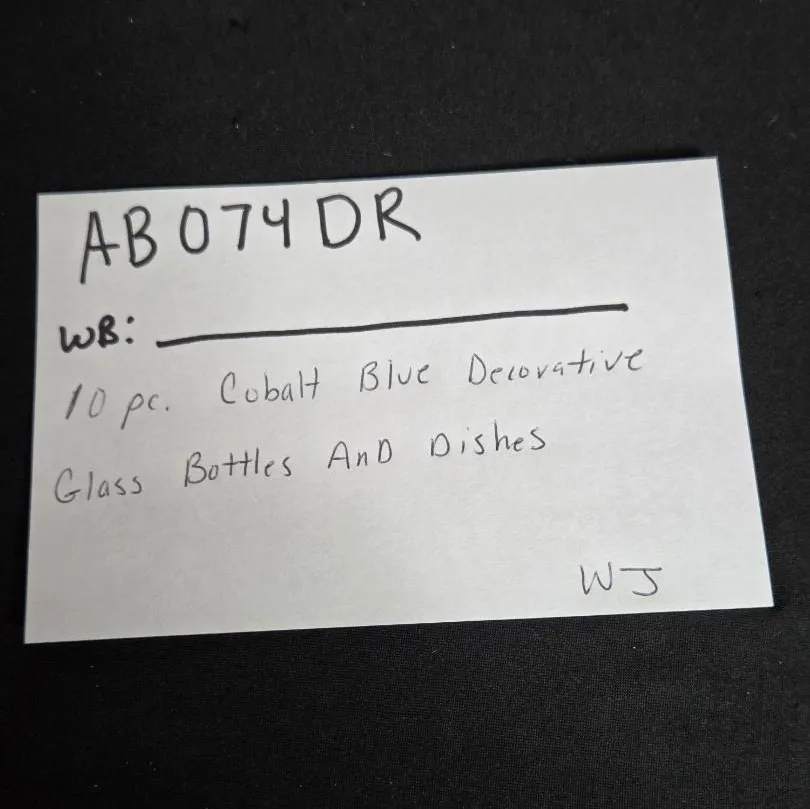 AB074DR
WB:
10 pc. Cobalt Blue Decorative
Glass Bottles AnD Dishes
WJ